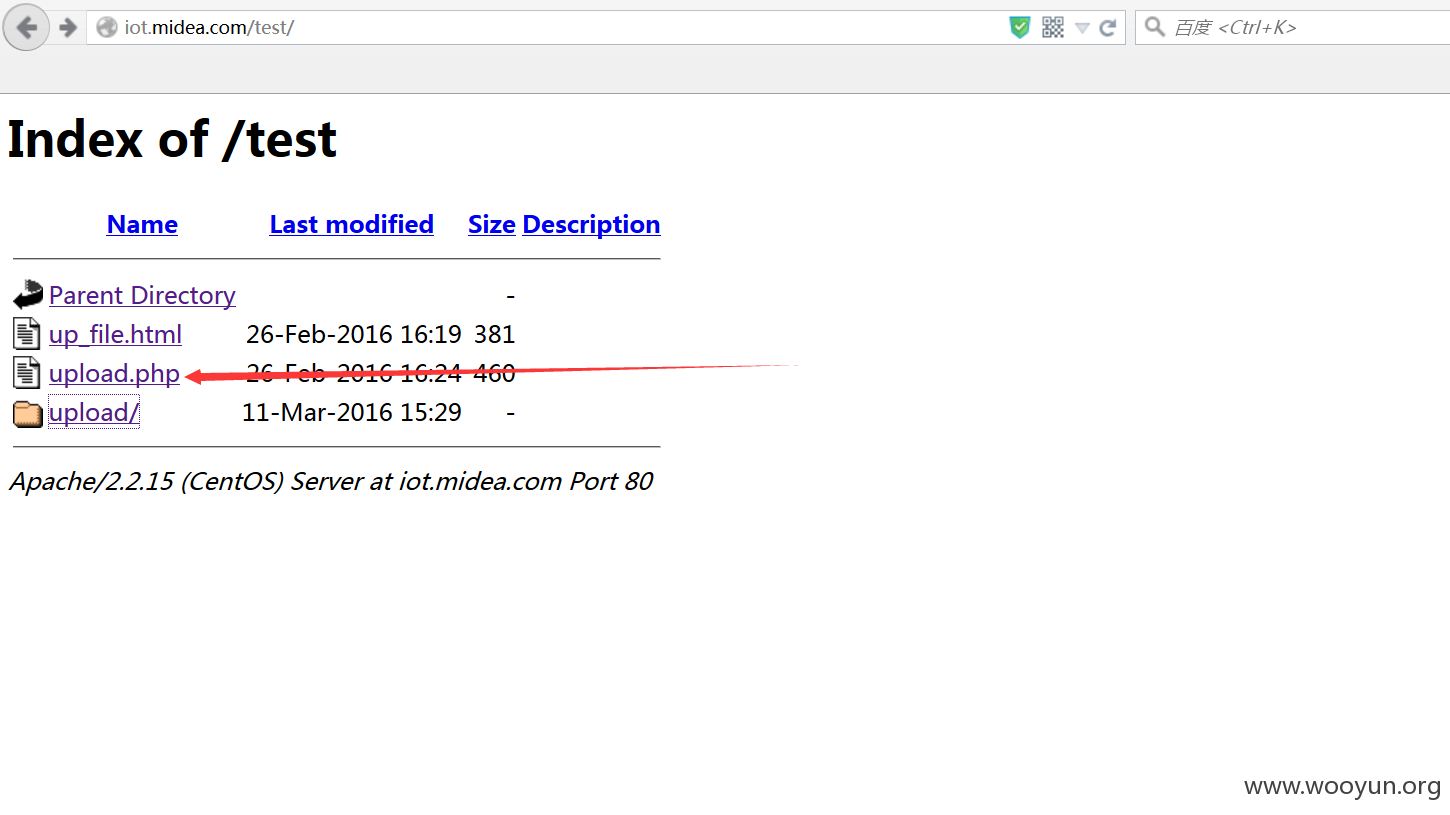 iot.midea.com/test/
百度 <Ctrl+K>
Index of /test
Name Last modified Size Description
Parent Directory -
up_file.html 26-Feb-2016 16:19 381
upload.php 26-Feb-2016 16:24 460
upload/ 11-Mar-2016 15:29 -
Apache/2.2.15 (CentOS) Server at iot.midea.com Port 80
www.wooyun.org